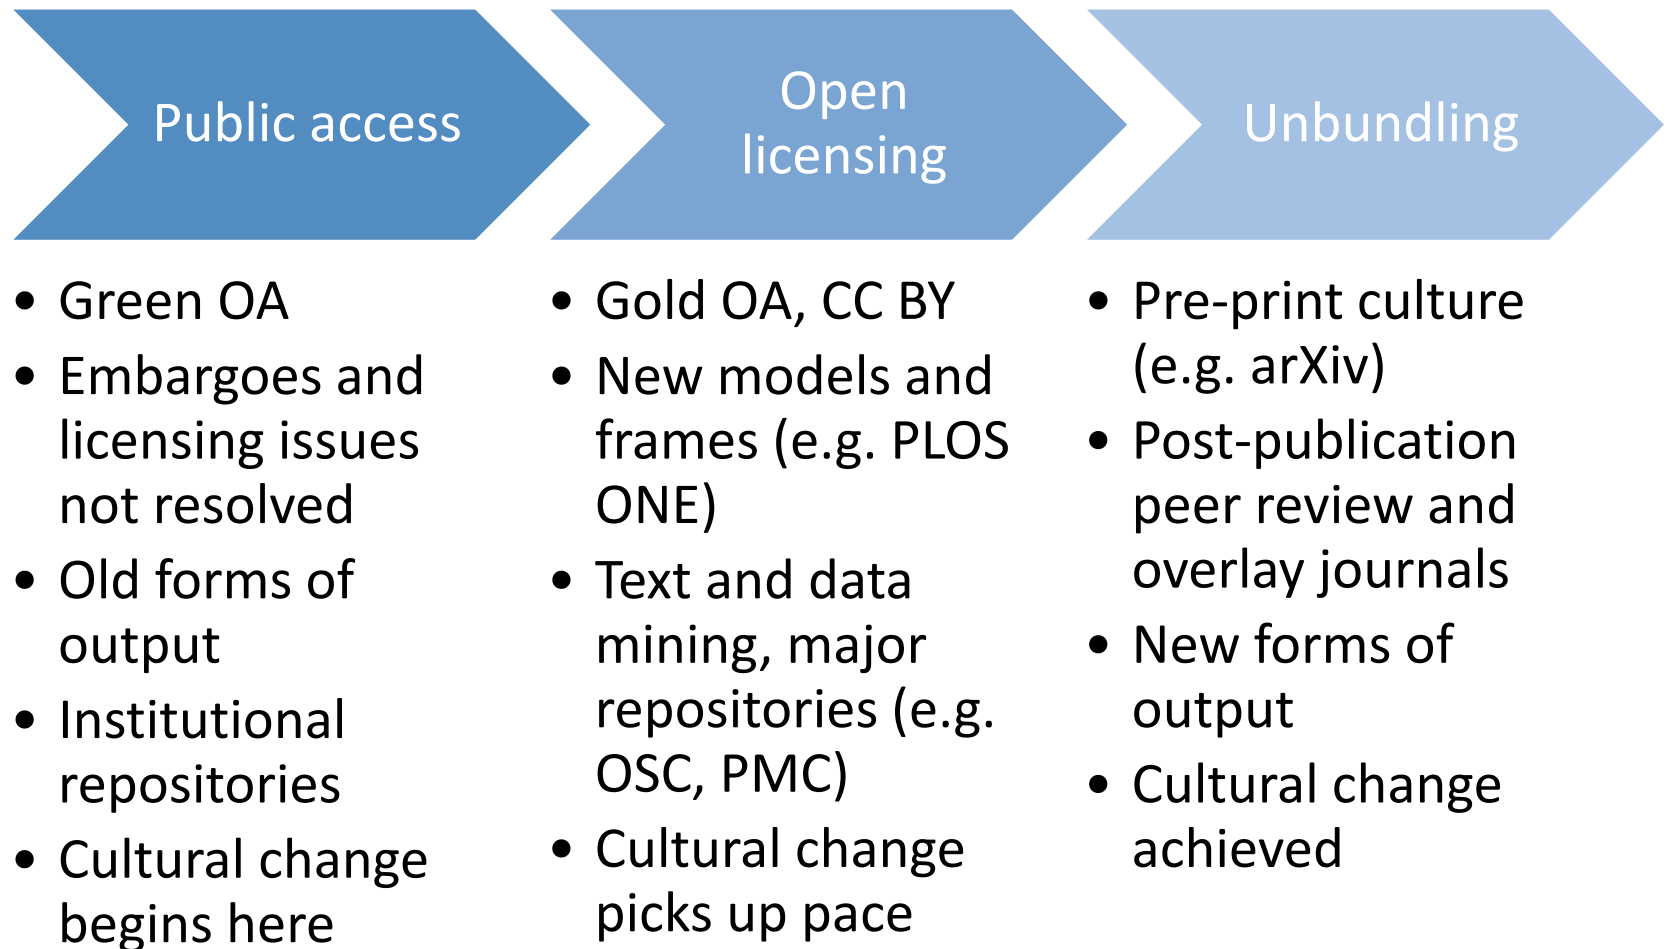 Public access
• Green OA
• Embargoes and
licensing issues
not resolved
• Old forms of
output
• Institutional
repositories
• Cultural change
begins here
Open
licensing
• Gold OA, CC BY
• New models and
frames (e.g. PLOS
ONE)
• Text and data
mining, major
repositories (e.g.
OSC, PMC)
• Cultural change
picks up pace
Unbundling
• Pre-print culture
(e.g. arXiv)
• Post-publication
peer review and
overlay journals
• New forms of
output
• Cultural change
achieved